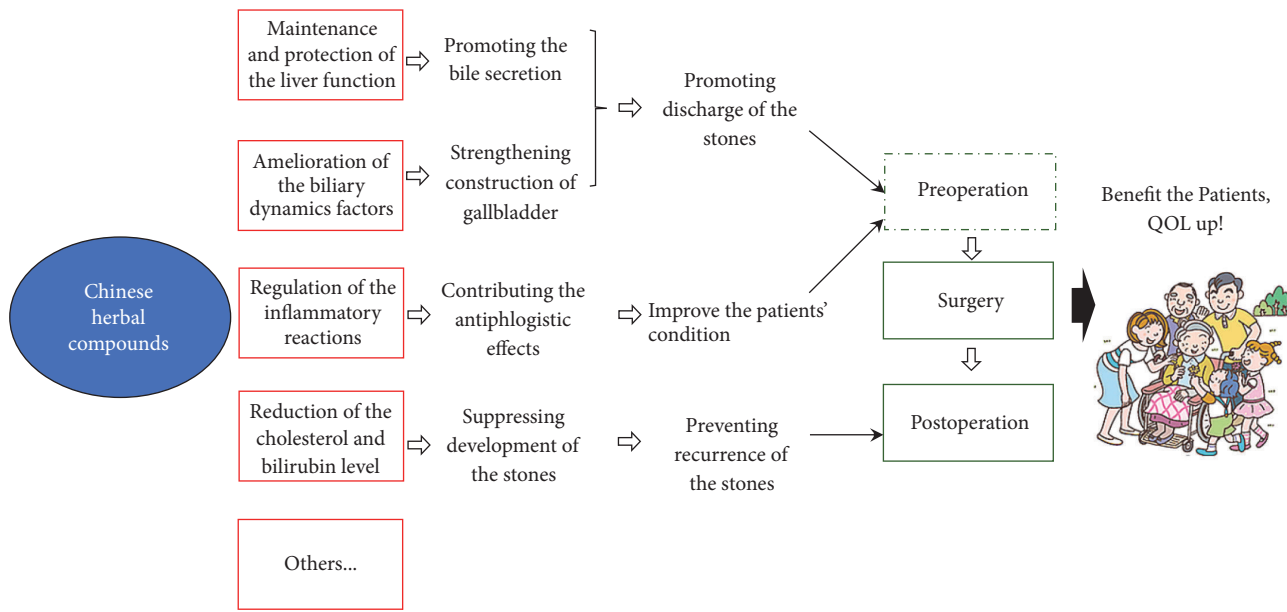 Chinese
herbal
compounds
Maintenance
and protection of
the liver function
Promoting the
bile secretion
Amelioration of
the biliary
dynamics factors
Strengthening
construction of
gallbladder
Promoting
discharge of the
stones
Regulation of the
inflammatory
reactions
Contributing the
antiphlogistic
effects
Improve the patients'
condition
Reduction of the
cholesterol and
bilirubin level
Suppressing
development of
the stones
Preventing
recurrence of
the stones
Others...
Preoperation
Surgery
Postoperation
Benefit the Patients,
QOL up!